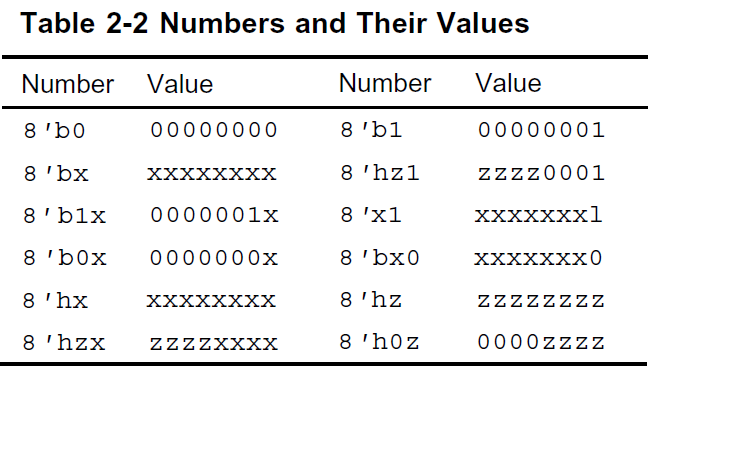 Table 2-2 Numbers and Their Values
Number Value Number Value
8 'b0 00000000 8 'b1 00000001
8 'bx xxxxxxxx 8 'hz1 zzzz0001
8 'b1x 0000001x 8 'x1 xxxxxxxl
8 'b0x 0000000x 8 'bx0 xxxxxxx0
8 'hx xxxxxxxx 8 'hz zzzzzzzz
8 'hzx zzzzxxxx 8 'h0z 0000zzzz